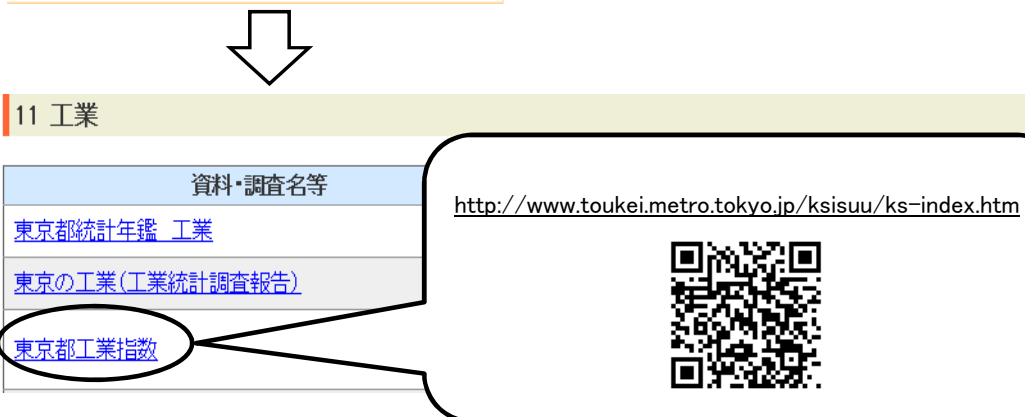 11 工業
資料・調査名等
東京都統計年鑑 工業
東京の工業(工業統計調査報告)
東京都工業指数
http://www.toukei.metro.tokyo.jp/ksisuu/ks-index.htm